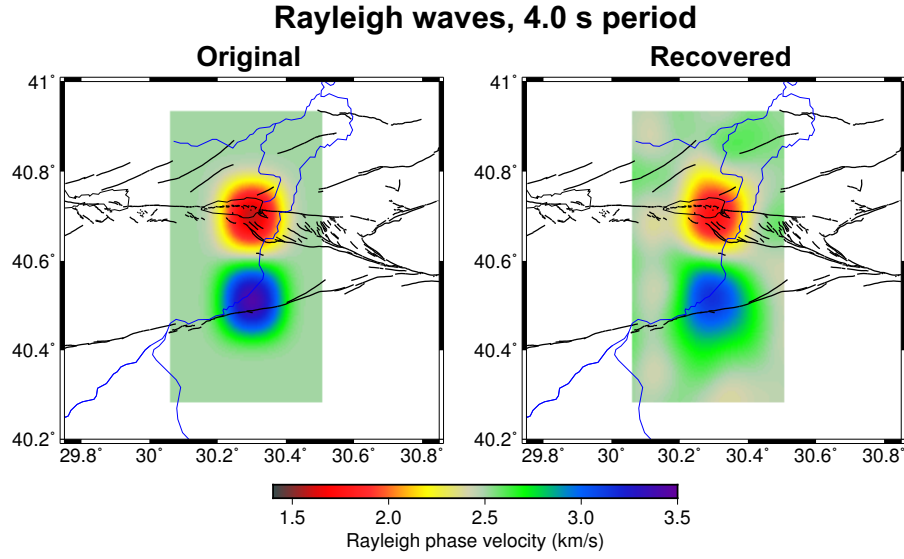 Rayleigh waves, 4.0 s period
Original
Recovered
41˚
40.8˚
40.6˚
40.4˚
40.2˚
29.8˚ 30˚ 30.2˚ 30.4˚ 30.6˚ 30.8˚
41˚
40.8˚
40.6˚
40.4˚
40.2˚
29.8˚ 30˚ 30.2˚ 30.4˚ 30.6˚ 30.8˚
1.5 2.0 2.5 3.0 3.5
Rayleigh phase velocity (km/s)